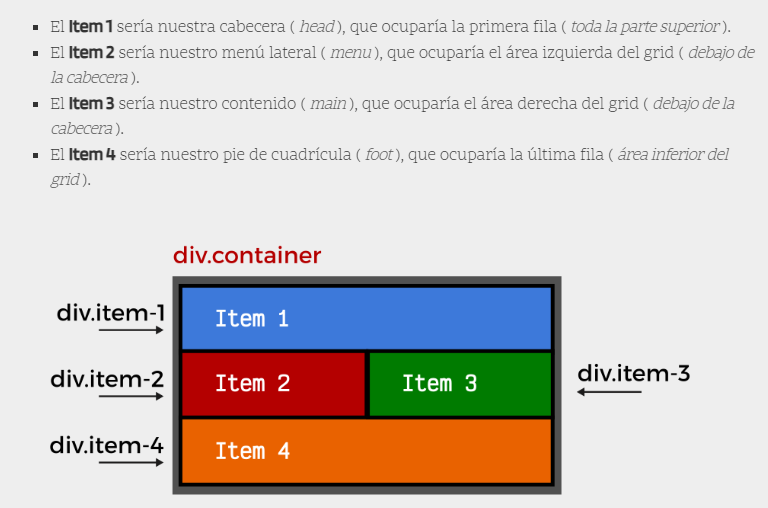 El Item 1 sería nuestra cabecera ( head ), que ocuparía la primera fila ( toda la parte superior ).
El Item 2 sería nuestro menú lateral ( menu ), que ocuparía el área izquierda del grid ( debajo de
la cabecera ).
El Item 3 sería nuestro contenido ( main ), que ocuparía el área derecha del grid ( debajo de la
cabecera ).
El Item 4 sería nuestro pie de cuadrícula ( foot ), que ocuparía la última fila ( área inferior del
grid ).
div.container
div.item-1
Item 1
div.item-2
Item 2
Item 3
div.item-3
div.item-4
Item 4